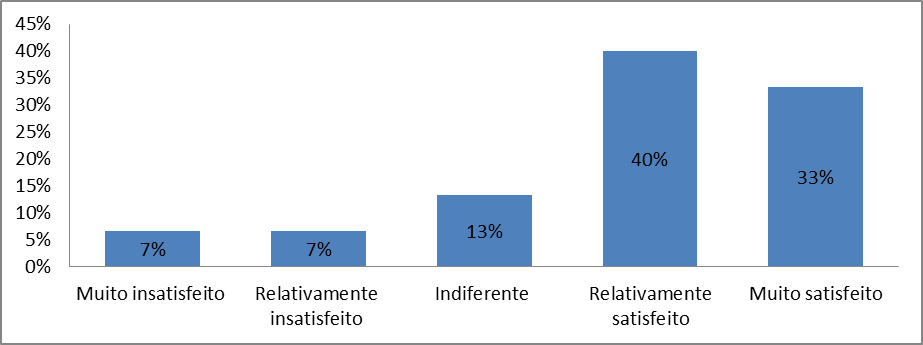 45%
40%
35%
30%
25%
20%
15%
10%
5%
0%
7%
7%
13%
40%
33%
Muito insatisfeito
Relativamente
insatisfeito
Indiferente
Relativamente
satisfeito
Muito satisfeito